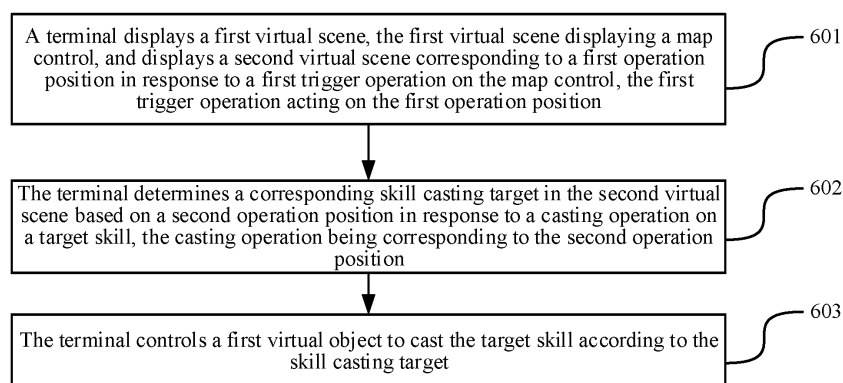 A terminal displays a first virtual scene, the first virtual scene displaying a map
control, and displays a second virtual scene corresponding to a first operation
position in response to a first trigger operation on the map control, the first
trigger operation acting on the first operation position
601
The terminal determines a corresponding skill casting target in the second virtual
scene based on a second operation position in response to a casting operation on
a target skill, the casting operation being corresponding to the second operation
position
602
The terminal controls a first virtual object to cast the target skill according to the
skill casting target
603